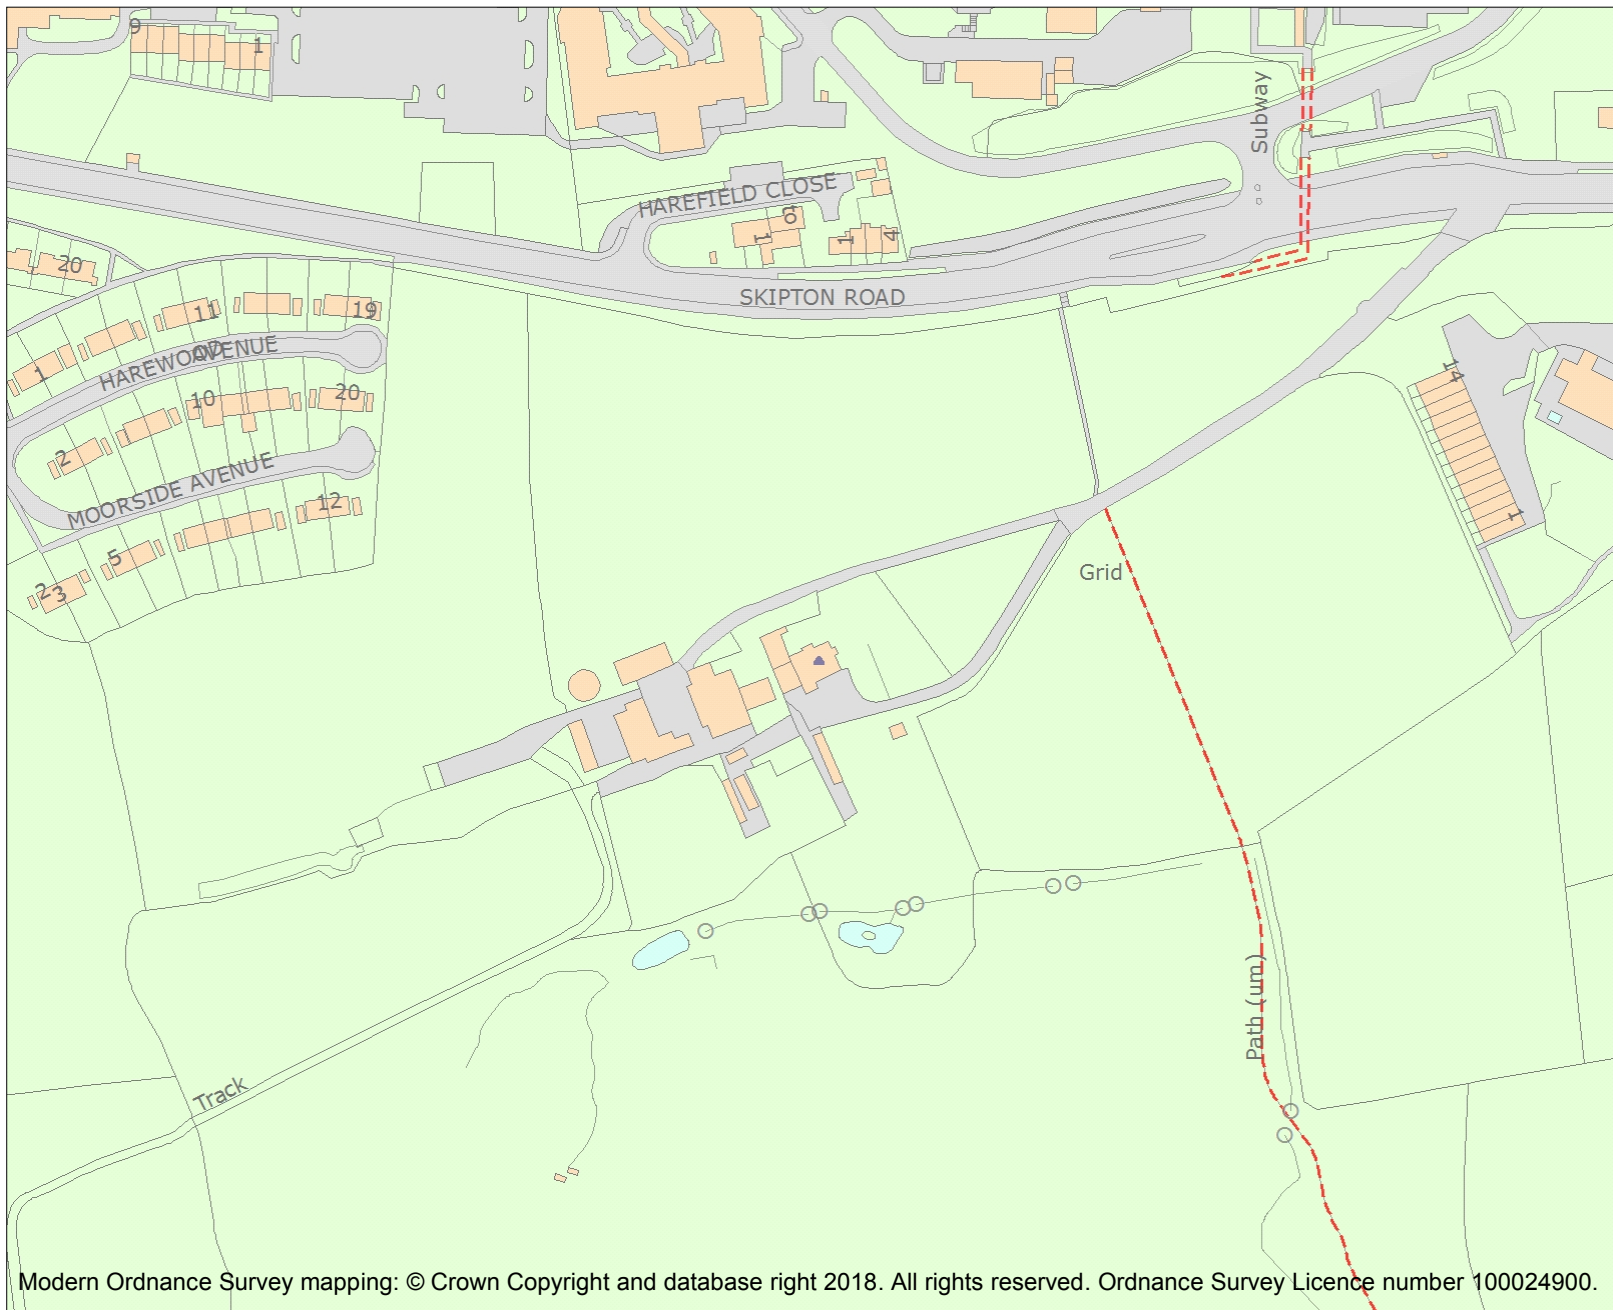 9
1
Subway
HAREFIELD CLOSE
6
1
1
4
20
SKIPTON ROAD
11
19
HAREWOOD AVENUE
1
14
10
20
2
MOORSIDE AVENUE
12
1
5
Grid
2
3
Path (um)
Track
Modern Ordnance Survey mapping: © Crown Copyright and database right 2018. All rights reserved. Ordnance Survey Licence number 100024900.